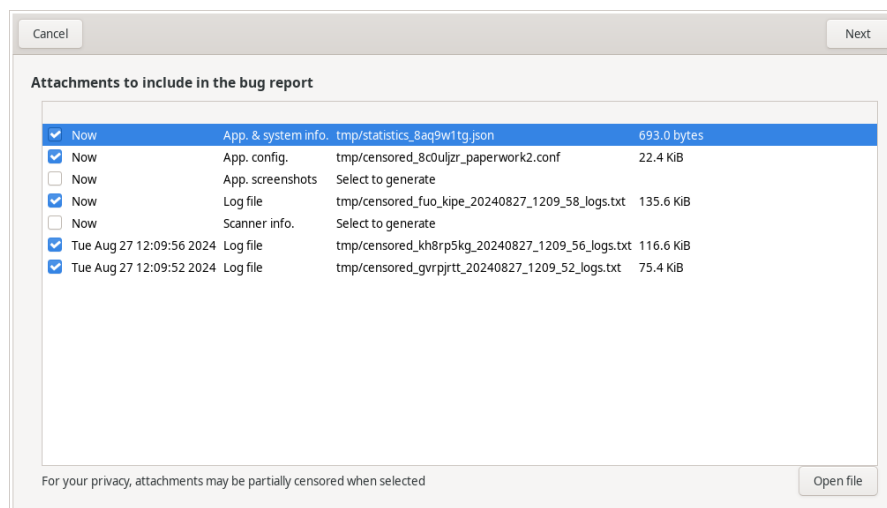 Cancel Next
Attachments to include in the bug report
Now App. & system info. tmp/statistics_8aq9w1tg.json 693.0 bytes
Now App. config. tmp/censored_8c0uljzr_paperwork2.conf 22.4 KiB
Now App. screenshots Select to generate
Now Log file tmp/censored_fuo_kipe_20240827_1209_58_logs.txt 135.6 KiB
Now Scanner info. Select to generate
Tue Aug 27 12:09:56 2024 Log file tmp/censored_kh8rp5kg_20240827_1209_56_logs.txt 116.6 KiB
Tue Aug 27 12:09:52 2024 Log file tmp/censored_gvrpjrtt_20240827_1209_52_logs.txt 75.4 KiB
For your privacy, attachments may be partially censored when selected Open file